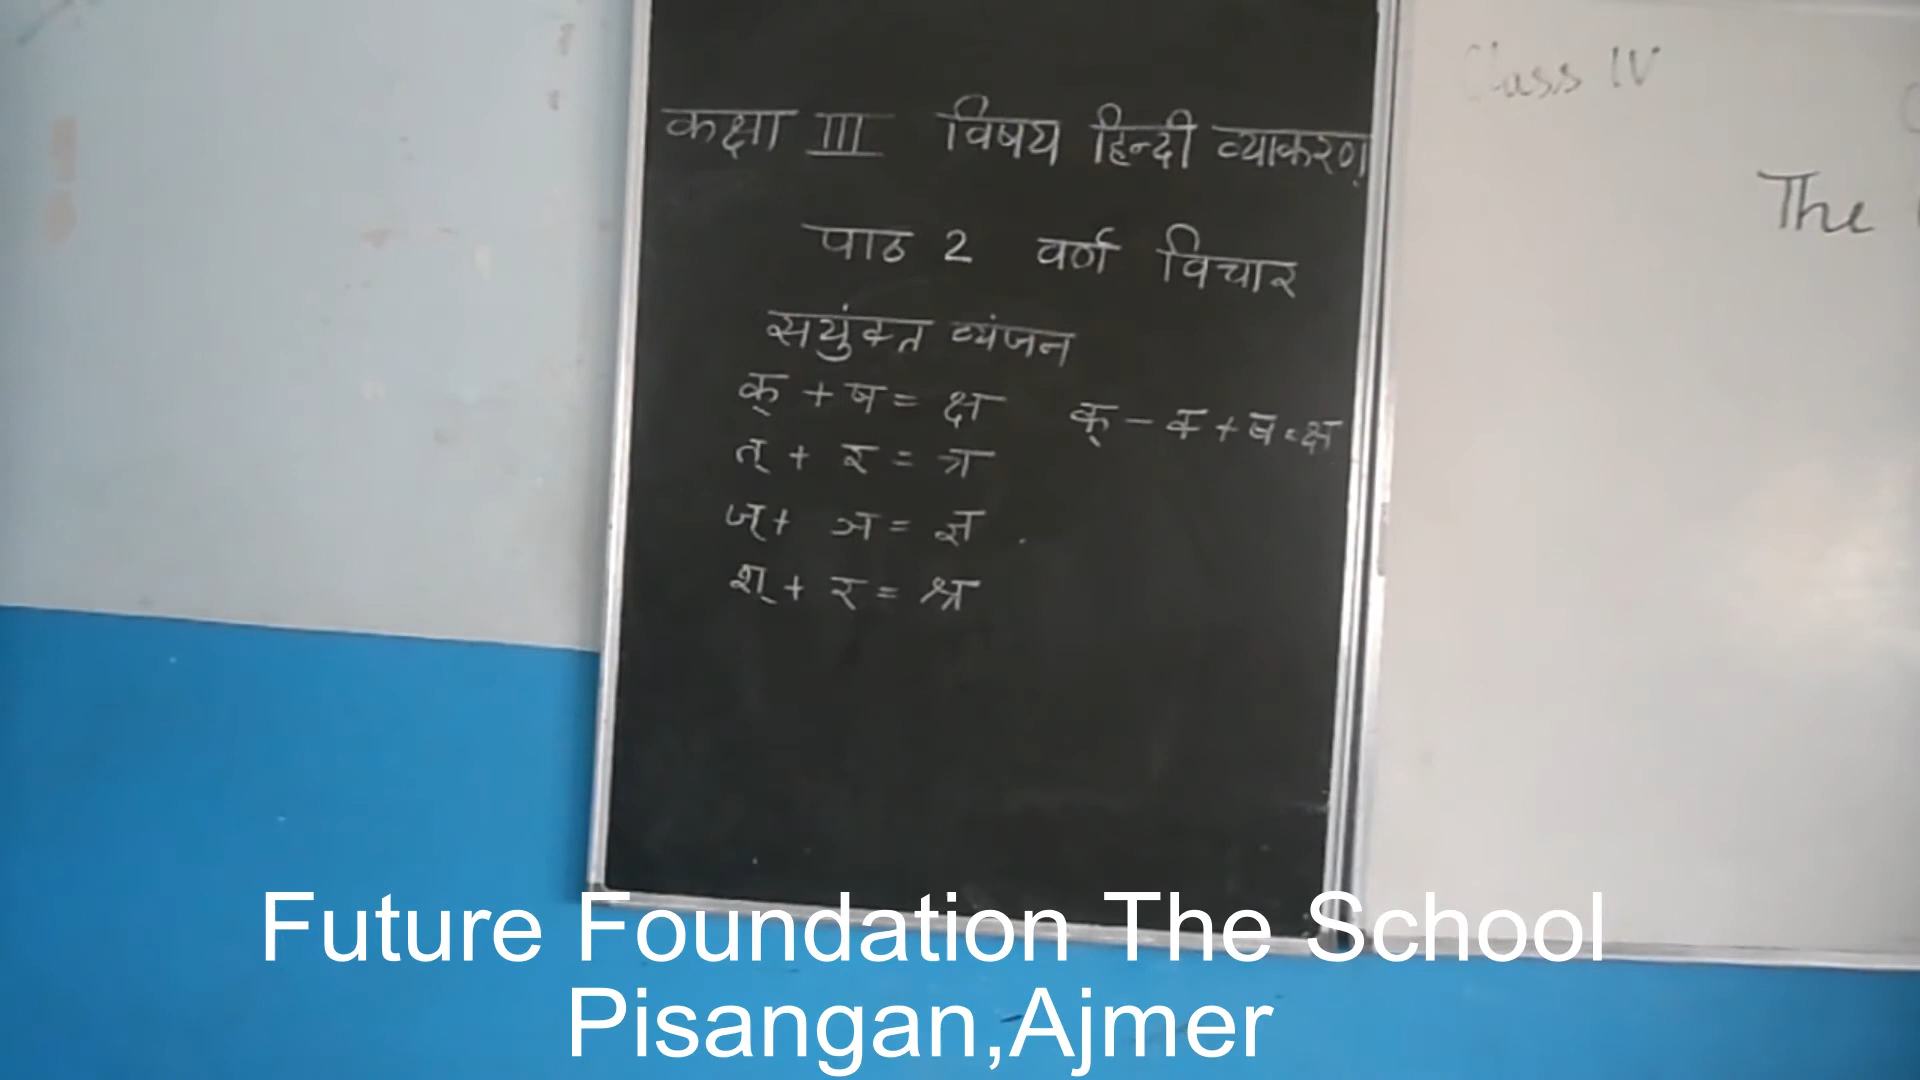 कक्षा III विषय हिन्दी व्याकरण
पाठ 2 वर्ण विचार
सयुंक्त व्यंजन
क् + ष = क्ष क् - क + ष = क्ष
त् + र = त्र
ज् + ञ = ज्ञ
श् + र = श्र
Class IV
The
Future Foundation The School
Pisangan,Ajmer